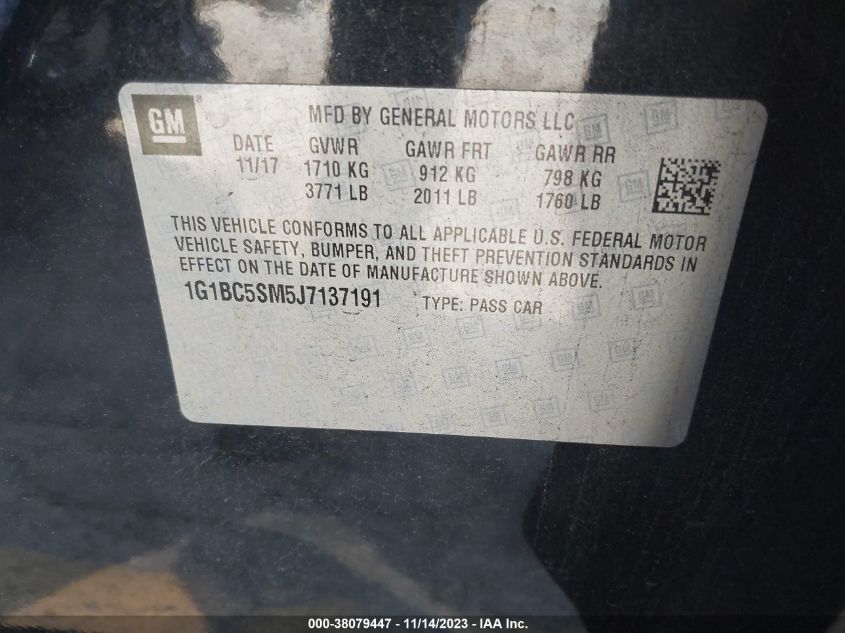 GM
MFD BY GENERAL MOTORS LLC
DATE GVWR GAWR FRT GAWR RR
11/17 1710 KG 912 KG 798 KG
3771 LB 2011 LB 1760 LB
THIS VEHICLE CONFORMS TO ALL APPLICABLE U.S. FEDERAL MOTOR
VEHICLE SAFETY, BUMPER, AND THEFT PREVENTION STANDARDS IN
EFFECT ON THE DATE OF MANUFACTURE SHOWN ABOVE.
1G1BC5SM5J7137191 TYPE: PASS CAR
000-38079447 - 11/14/2023 - IAA Inc.